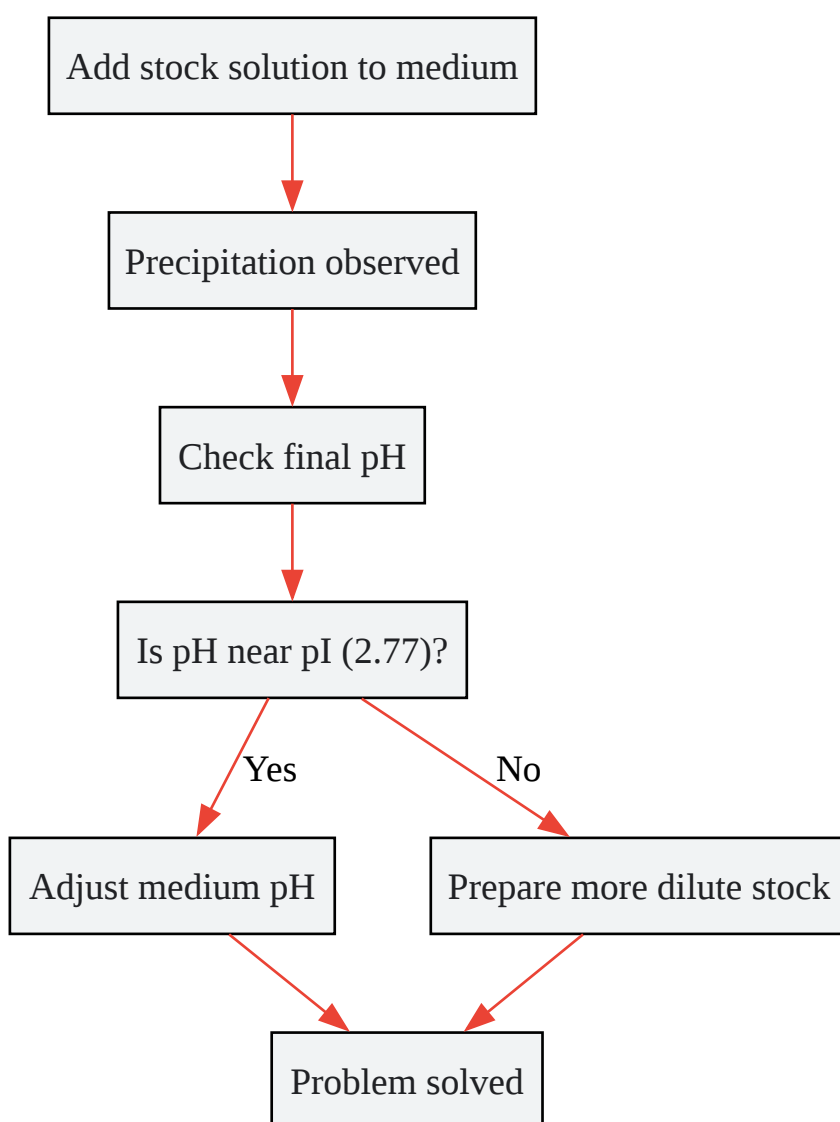 Add stock solution to medium
Precipitation observed
Check final pH
Is pH near pI (2.77)?
Yes
No
Adjust medium pH
Prepare more dilute stock
Problem solved